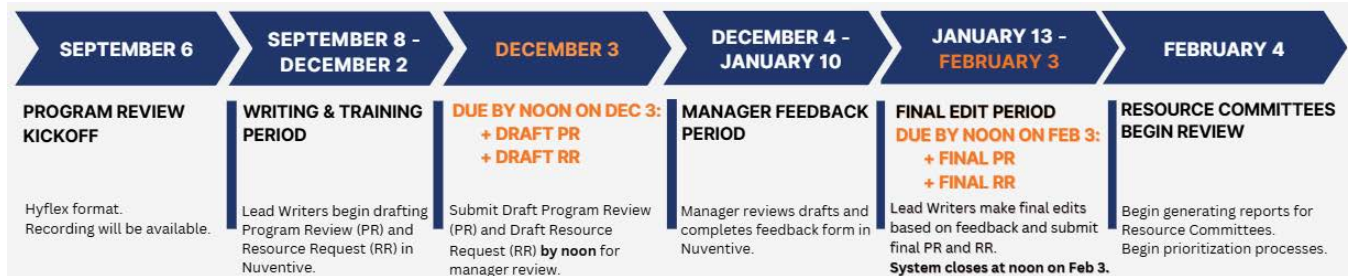 SEPTEMBER 6
SEPTEMBER 8 -
DECEMBER 2
DECEMBER 3
DECEMBER 4 -
JANUARY 10
JANUARY 13 -
FEBRUARY 3
FEBRUARY 4
PROGRAM REVIEW
KICKOFF
Hyflex format.
Recording will be available.
WRITING & TRAINING
PERIOD
Lead Writers begin drafting
Program Review (PR) and
Resource Request (RR) in
Nuventive.
DUE BY NOON ON DEC 3:
+ DRAFT PR
+ DRAFT RR
Submit Draft Program Review
(PR) and Draft Resource
Request (RR) by noon for
manager review.
MANAGER FEEDBACK
PERIOD
Manager reviews drafts and
completes feedback form in
Nuventive.
FINAL EDIT PERIOD
DUE BY NOON ON FEB 3:
+ FINAL PR
+ FINAL RR
Lead Writers make final edits
based on feedback and submit
final PR and RR.
System closes at noon on Feb 3.
RESOURCE COMMITTEES
BEGIN REVIEW
Begin generating reports for
Resource Committees.
Begin prioritization processes.